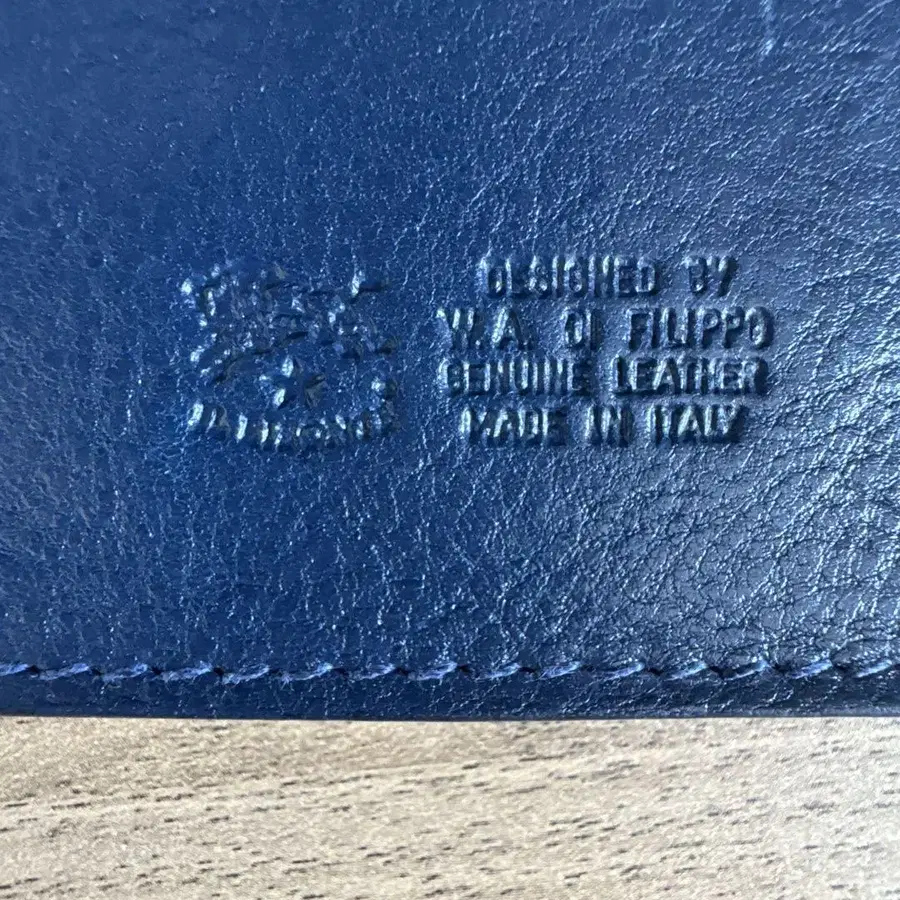 DESIGNED BY
W.A. DI FILIPPO
GENUINE LEATHER
MADE IN ITALY